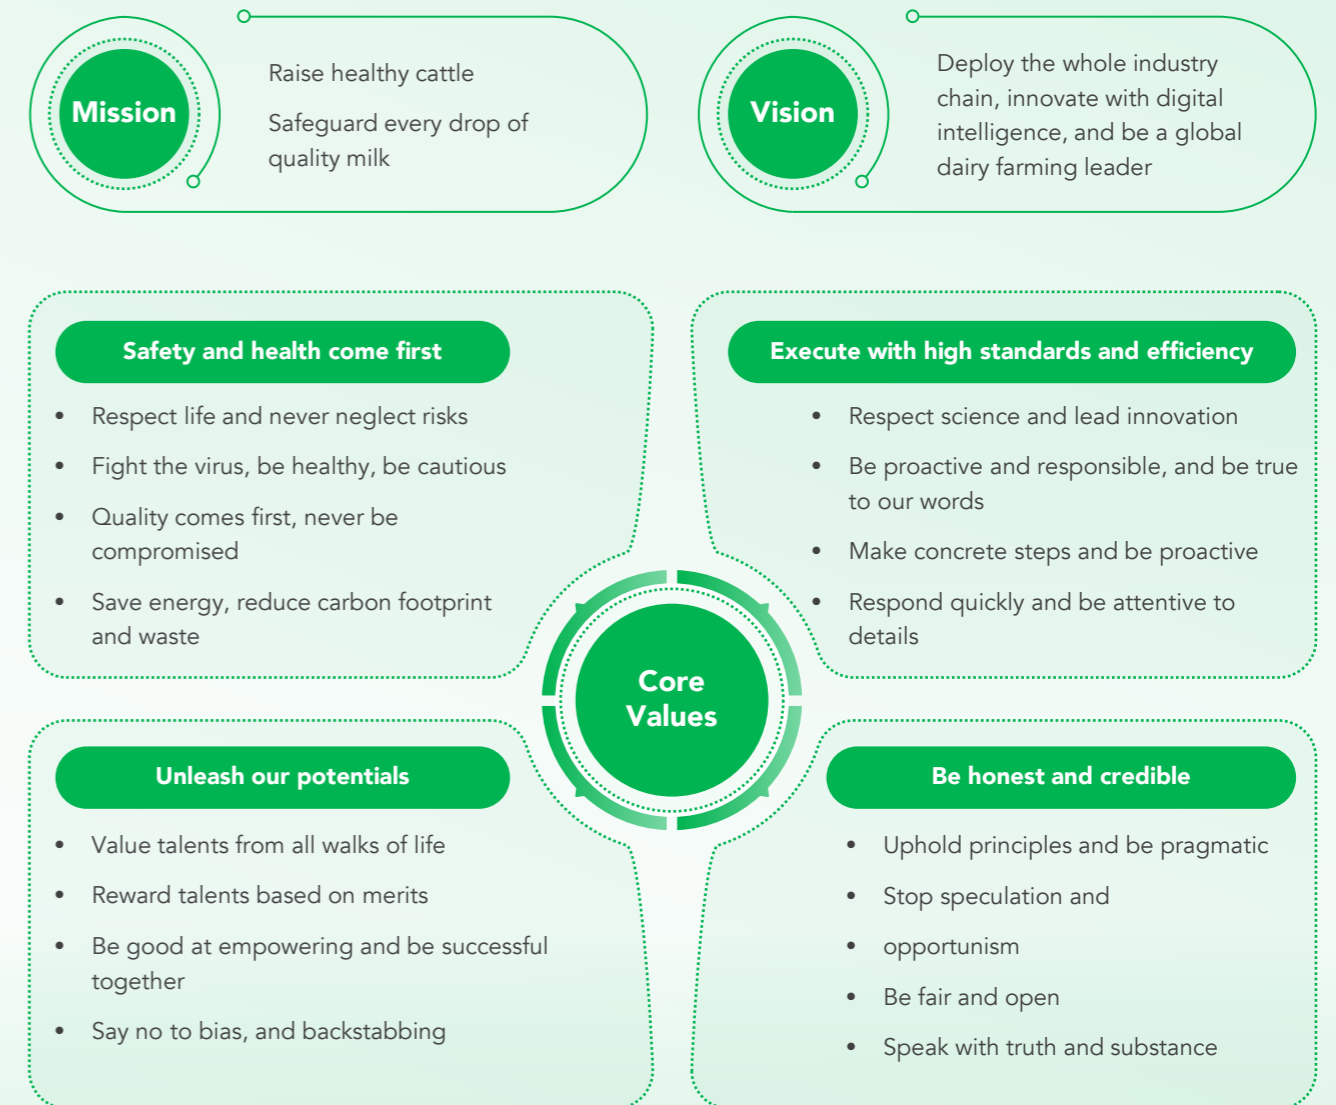 Mission
Raise healthy cattle
Safeguard every drop of
quality milk
Vision
Deploy the whole industry
chain, innovate with digital
intelligence, and be a global
dairy farming leader
Safety and health come first
• Respect life and never neglect risks
• Fight the virus, be healthy, be cautious
• Quality comes first, never be
compromised
• Save energy, reduce carbon footprint
and waste
Execute with high standards and efficiency
• Respect science and lead innovation
• Be proactive and responsible, and be true
to our words
• Make concrete steps and be proactive
• Respond quickly and be attentive to
details
Core
Values
Unleash our potentials
• Value talents from all walks of life
• Reward talents based on merits
• Be good at empowering and be successful
together
• Say no to bias, and backstabbing
Be honest and credible
• Uphold principles and be pragmatic
• Stop speculation and
• opportunism
• Be fair and open
• Speak with truth and substance